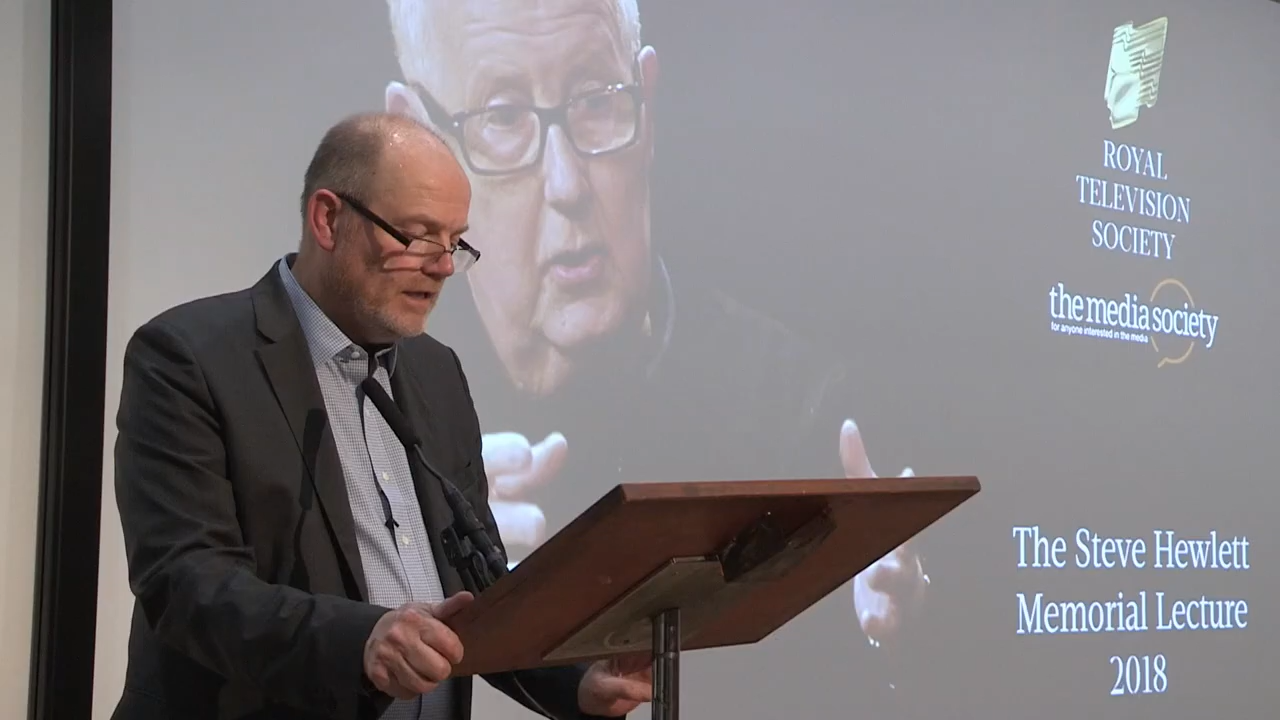 ROYAL
TELEVISION
SOCIETY
the media society
for anyone interested in the media
The Steve Hewlett
Memorial Lecture
2018